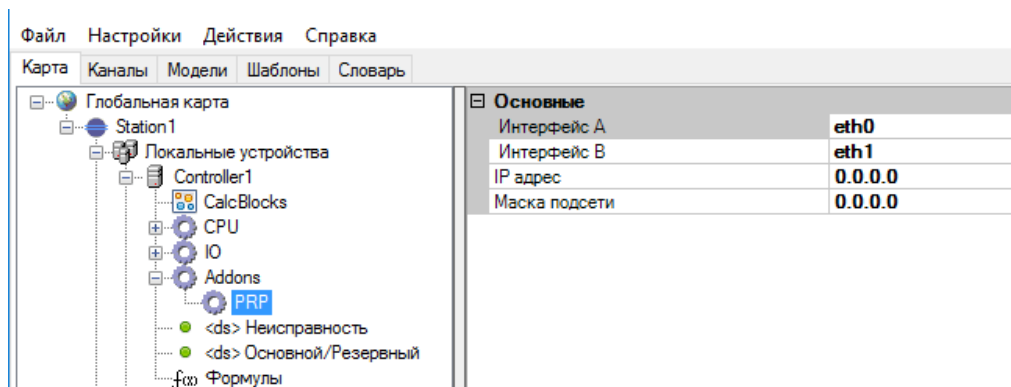 Файл Настройки Действия Справка
Карта Каналы Модели Шаблоны Словарь
Глобальная карта
Station1
Локальные устройства
Controller1
CalcBlocks
CPU
IO
Addons
PRP
<ds> Неисправность
<ds> Основной/Резервный
f(x) Формулы
Основные
Интерфейс A eth0
Интерфейс B eth1
IP адрес 0.0.0.0
Маска подсети 0.0.0.0